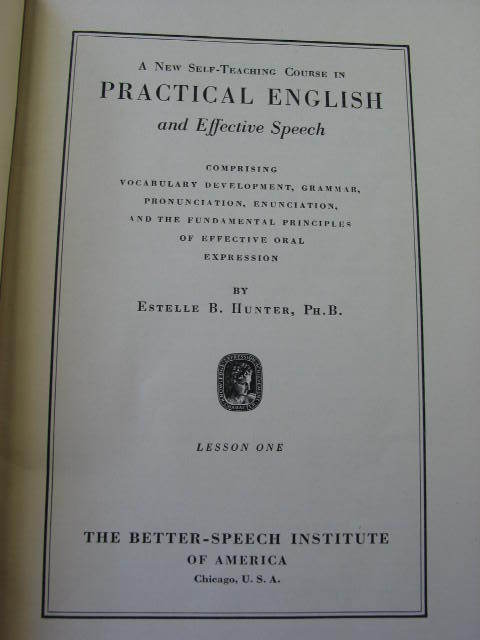 A New Self-Teaching Course in
PRACTICAL ENGLISH
and Effective Speech
COMPRISING
VOCABULARY DEVELOPMENT, GRAMMAR,
PRONUNCIATION, ENUNCIATION,
AND THE FUNDAMENTAL PRINCIPLES
OF EFFECTIVE ORAL
EXPRESSION
BY
Estelle B. Hunter, Ph.B.
LESSON ONE
THE BETTER-SPEECH INSTITUTE
OF AMERICA
Chicago, U. S. A.